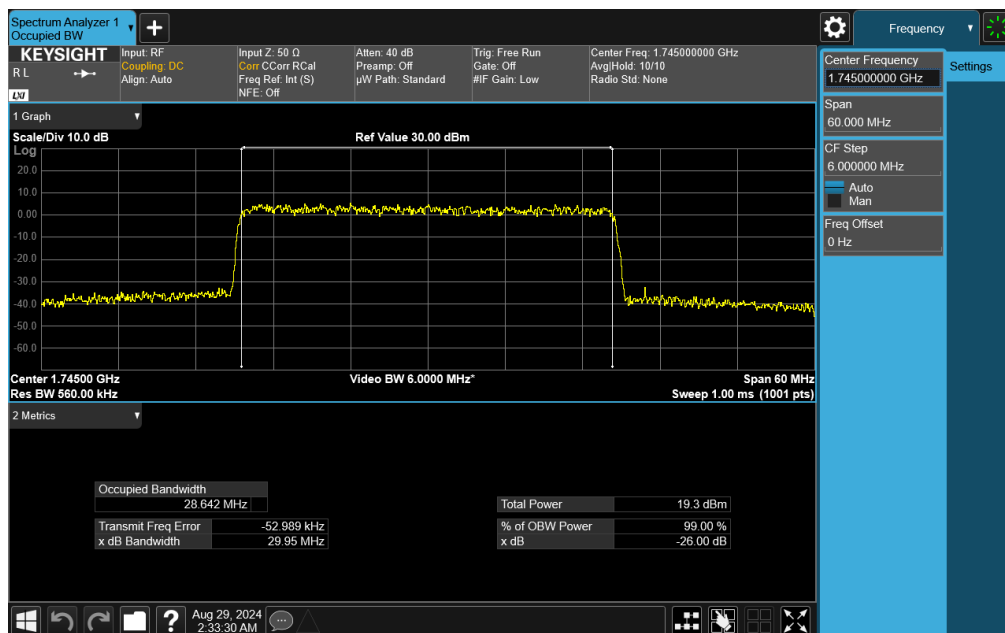 Spectrum Analyzer 1
Occupied BW
Frequency
KEYSIGHT
R L
LXI
Input: RF
Coupling: DC
Align: Auto
Input Z: 50 Ω
Corr CCorr RCal
Freq Ref: Int (S)
NFE: Off
Atten: 40 dB
Preamp: Off
µW Path: Standard
Trig: Free Run
Gate: Off
#IF Gain: Low
Center Freq: 1.745000000 GHz
Avg|Hold: 10/10
Radio Std: None
Center Frequency
1.745000000 GHz
Settings
Span
60.000 MHz
CF Step
6.000000 MHz
Auto
Man
Freq Offset
0 Hz
1 Graph
Scale/Div 10.0 dB
Ref Value 30.00 dBm
Log
20.0
10.0
0.00
-10.0
-20.0
-30.0
-40.0
-50.0
-60.0
Center 1.74500 GHz
Video BW 6.0000 MHz*
Span 60 MHz
Res BW 560.00 kHz
Sweep 1.00 ms (1001 pts)
2 Metrics
Occupied Bandwidth
28.642 MHz
Total Power 19.3 dBm
Transmit Freq Error -52.989 kHz
% of OBW Power 99.00 %
x dB Bandwidth 29.95 MHz
x dB -26.00 dB
?
Aug 29, 2024
2:33:30 AM